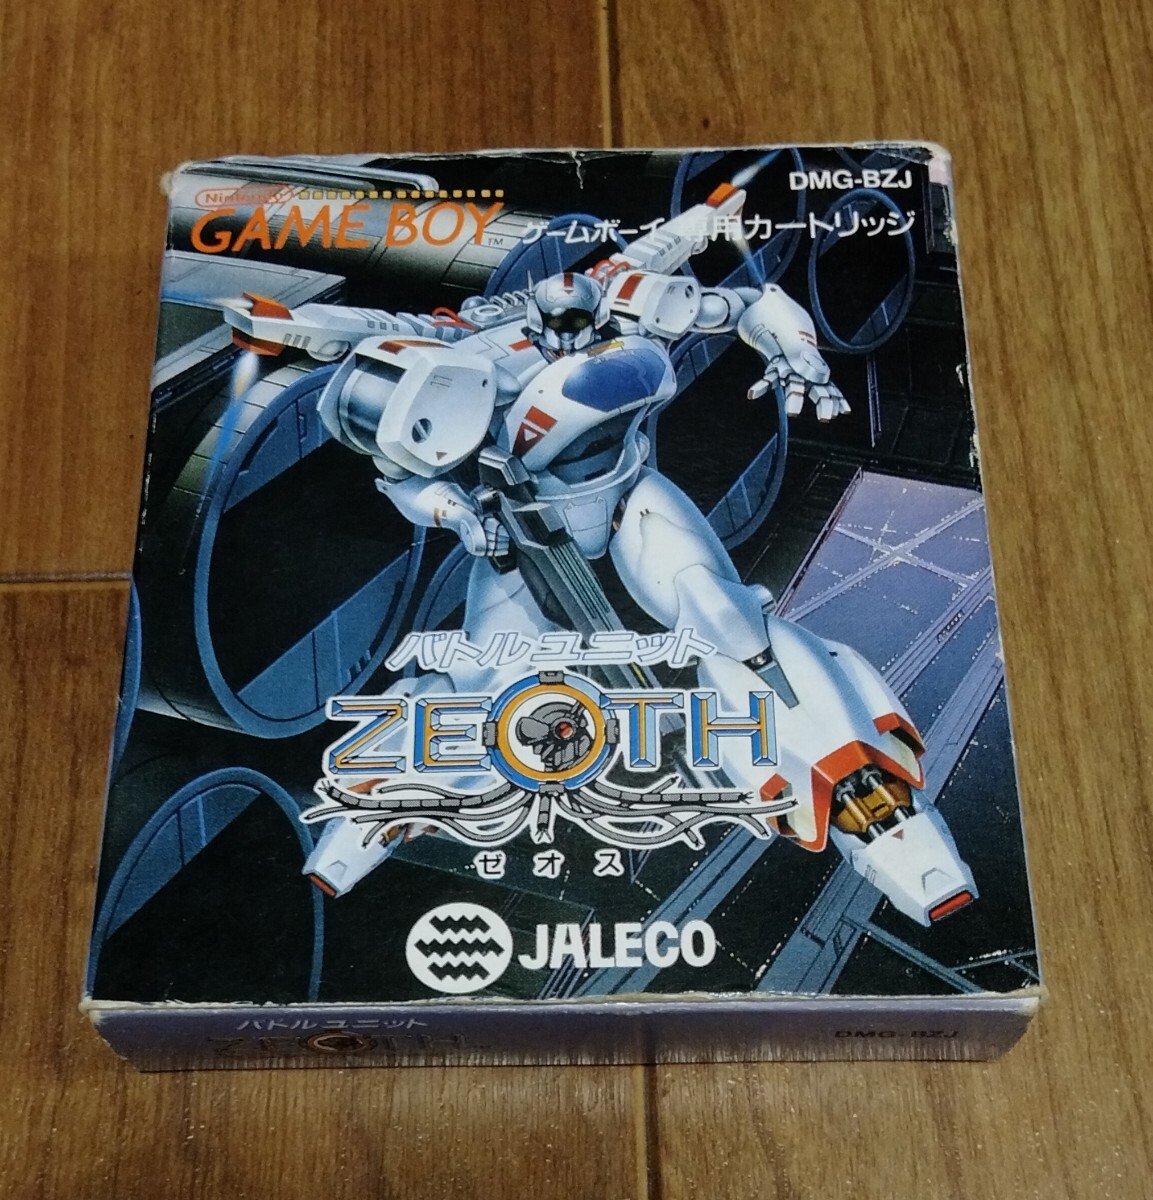 DMG-BZJ
Nintendo
GAME BOY TM ゲームボーイ専用カートリッジ
バトルユニット
ZEOTH
ゼオス
JALECO
バトルユニット
ZEOTH
DMG-BZJ